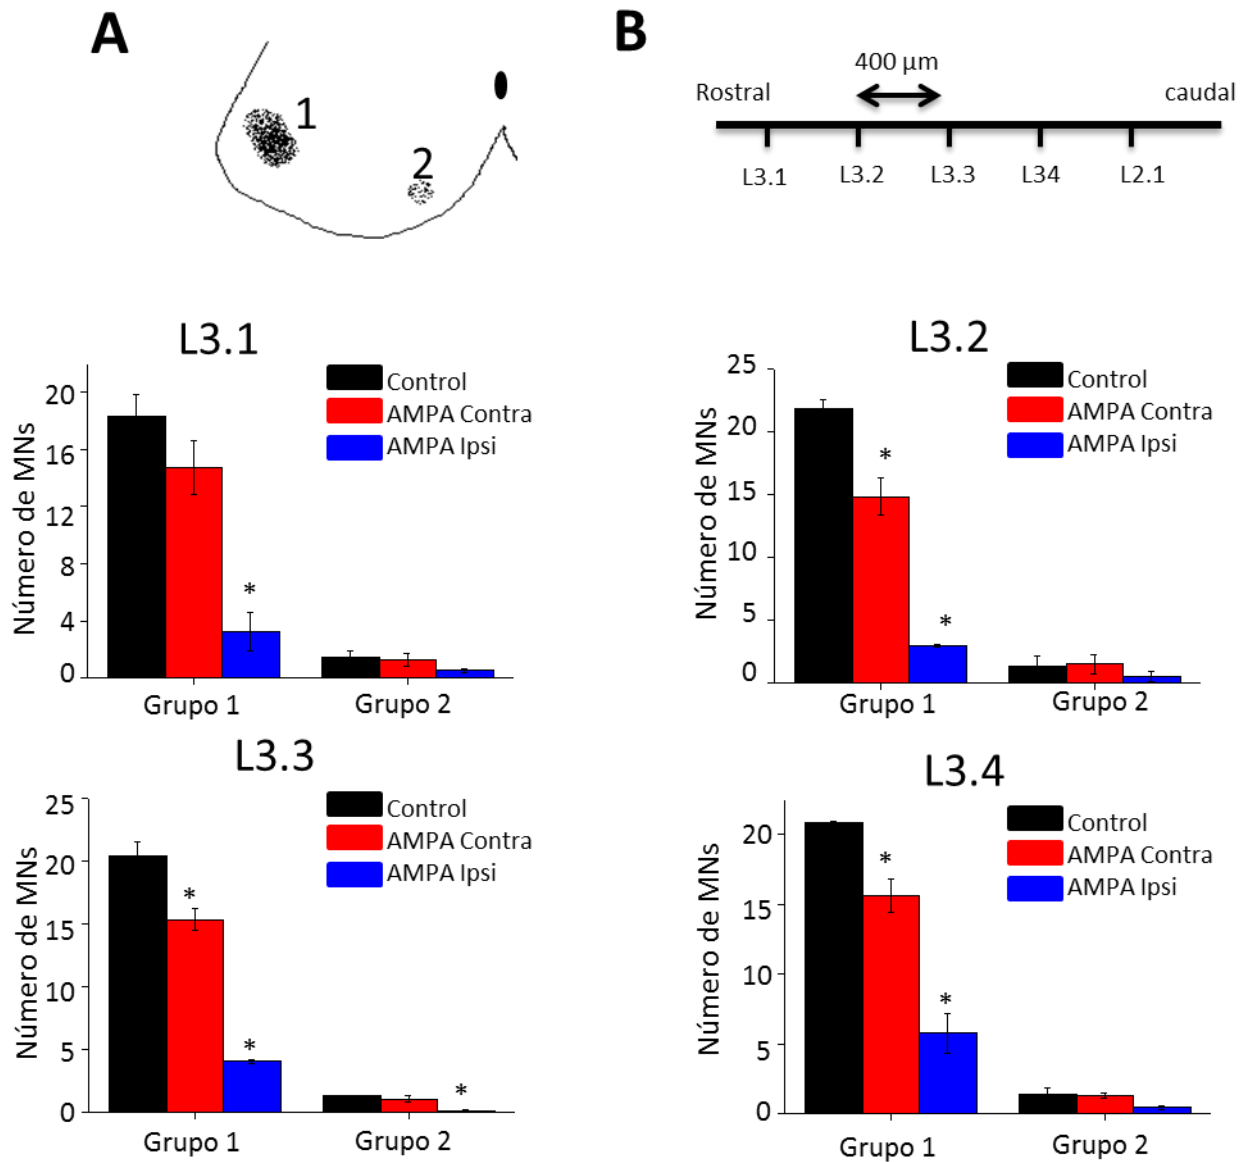 A
1
2
B
400 µm
Rostral
caudal
L3.1
L3.2
L3.3
L34
L2.1
L3.1
Número de MNs
20
16
12
8
4
0
Control
AMPA Contra
AMPA Ipsi
*
Grupo 1
Grupo 2
L3.2
Número de MNs
25
20
15
10
5
0
Control
AMPA Contra
AMPA Ipsi
*
*
Grupo 1
Grupo 2
L3.3
Número de MNs
25
20
15
10
5
0
Control
AMPA Contra
AMPA Ipsi
*
*
*
Grupo 1
Grupo 2
L3.4
Número de MNs
20
15
10
5
0
Control
AMPA Contra
AMPA Ipsi
*
*
Grupo 1
Grupo 2